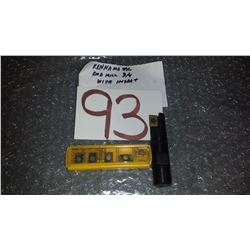 KENNAMETAL
END MILL 3/4
WITH INSERT
93